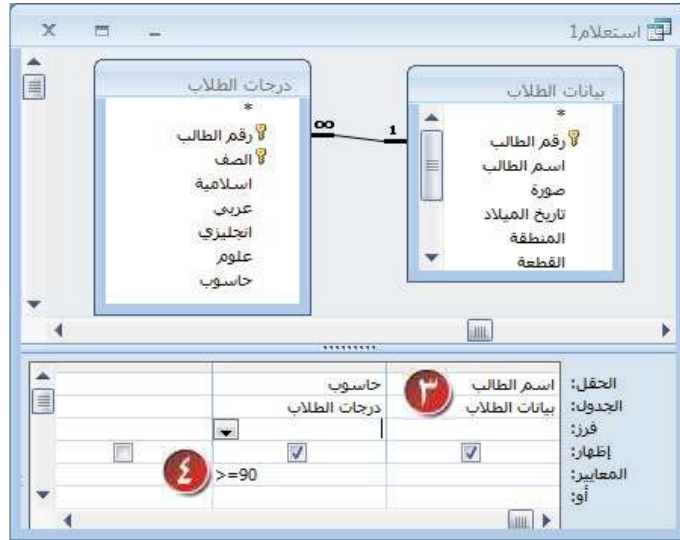 استعلام1
بيانات الطلاب
*
رقم الطالب
اسم الطالب
صورة
تاريخ الميلاد
المنطقة
القطعة
1
∞
درجات الطلاب
*
رقم الطالب
الصف
اسلامية
عربي
انجليزي
علوم
حاسوب
الحقل: اسم الطالب حاسوب
الجدول: بيانات الطلاب درجات الطلاب
فرز:
إظهار:
المعايير: >=90
أو:
٣
٤